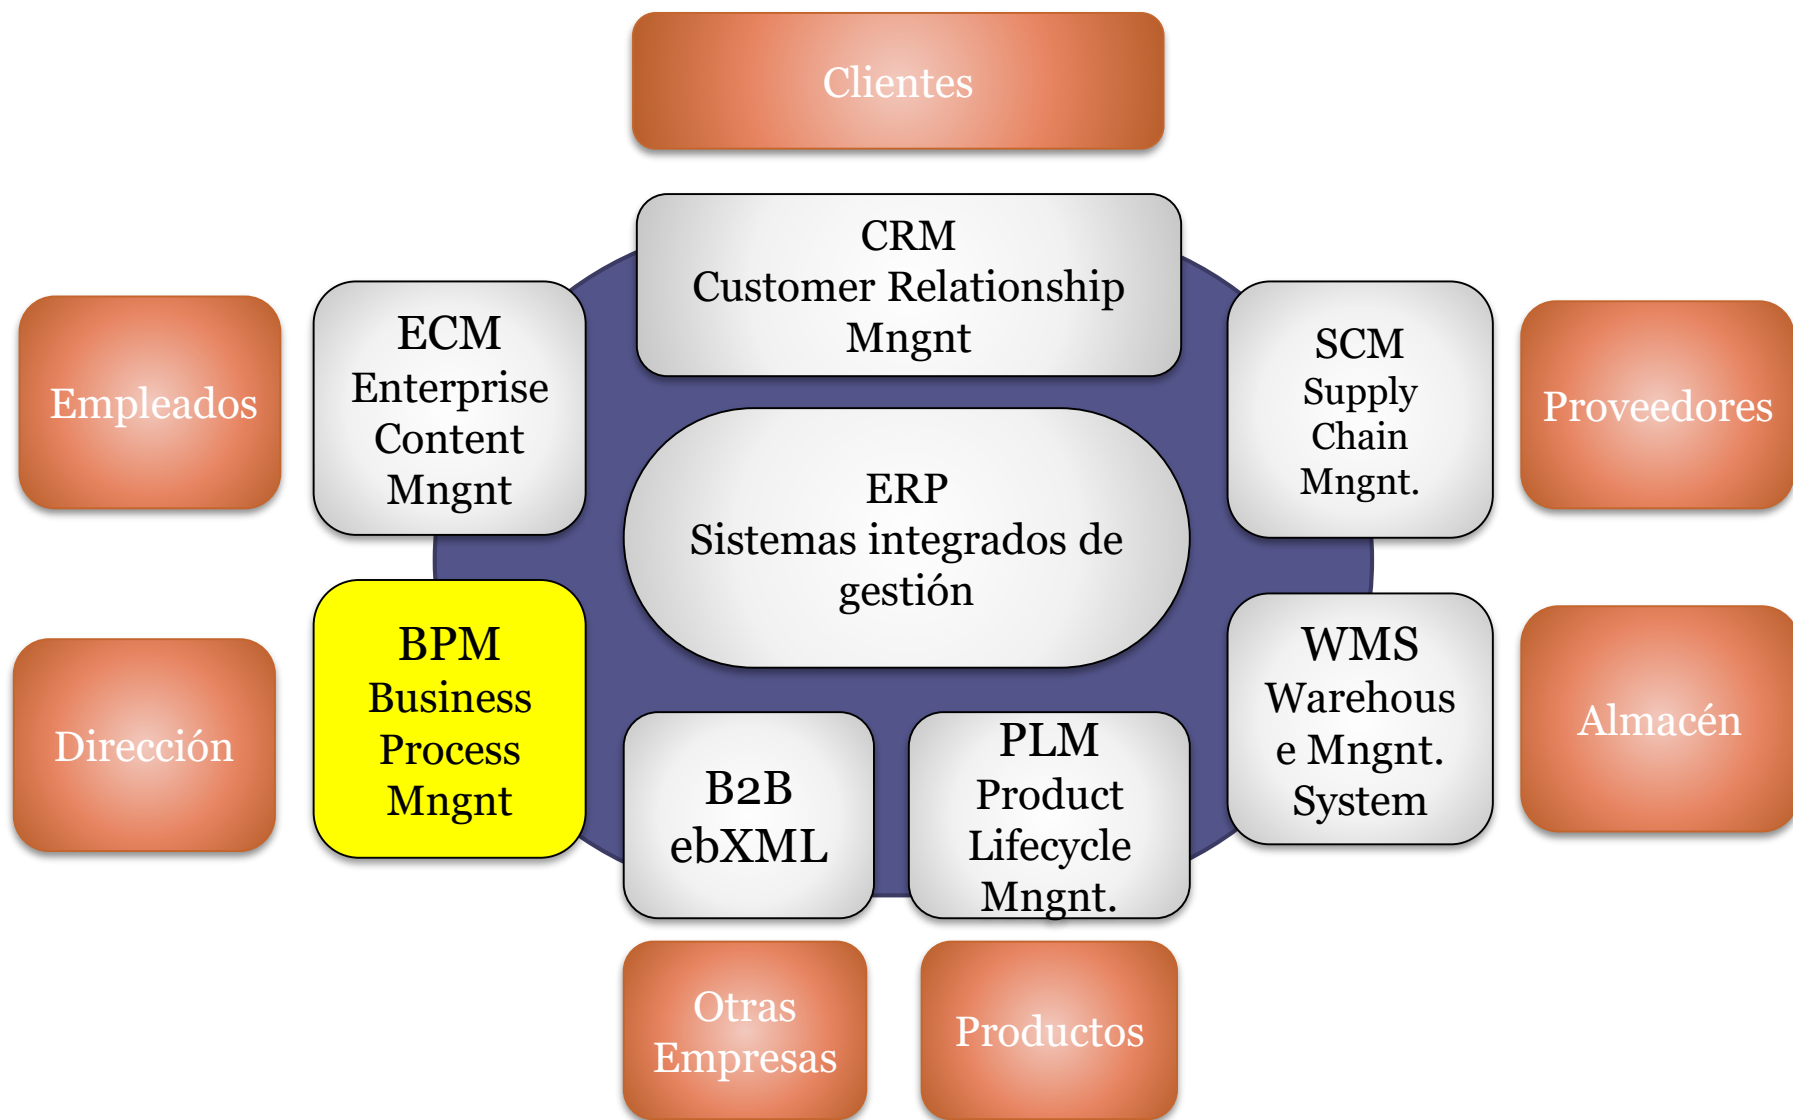 Clientes
CRM
Customer Relationship
Mngnt
ECM
Enterprise
Content
Mngnt
Empleados
SCM
Supply
Chain
Mngnt.
Proveedores
ERP
Sistemas integrados de
gestión
BPM
Business
Process
Mngnt
Dirección
WMS
Warehous
e Mngnt.
System
Almacén
B2B
ebXML
PLM
Product
Lifecycle
Mngnt.
Otras
Empresas
Productos